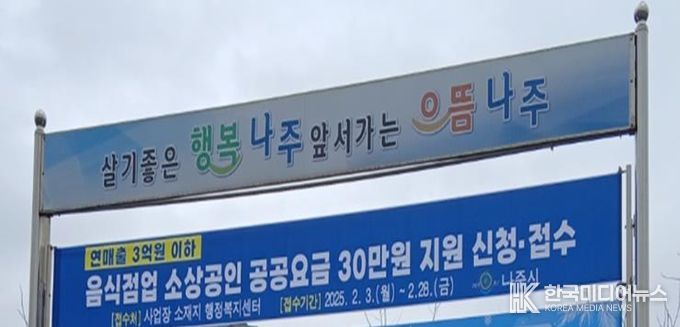 살기좋은 행복 나주 앞서가는 으뜸 나주
연매출 3억원 이하
음식점업 소상공인 공공요금 30만원 지원 신청·접수
[접수처] 사업장 소재지 행정복지센터 [접수기간] 2025. 2. 3.(월) ~ 2.28.(금) 나주시
한국미디어뉴스
KOREA MEDIA NEWS